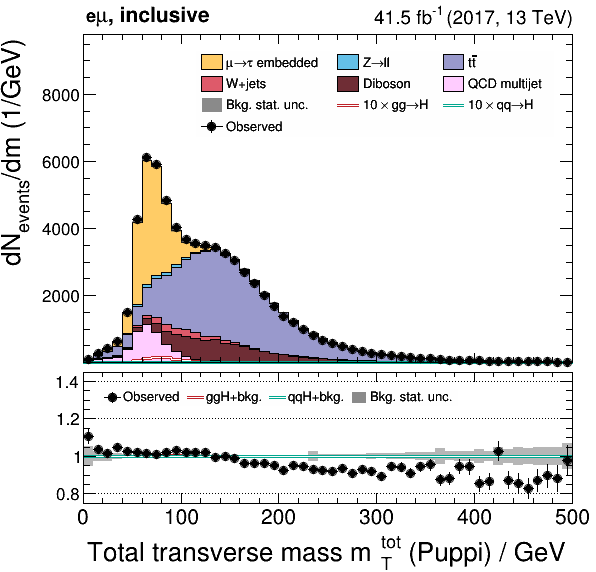 eμ, inclusive 41.5 fb⁻¹ (2017, 13 TeV)
dN_events/dm (1/GeV)
μ→τ embedded Z→ll tt̄
W+jets Diboson QCD multijet
Bkg. stat. unc. 10 × gg→H 10 × qq→H
Observed
8000
6000
4000
2000
1.4
Observed ggH+bkg. qqH+bkg. Bkg. stat. unc.
1.2
1
0.8
0 100 200 300 400 500
Total transverse mass m_T^tot (Puppi) / GeV